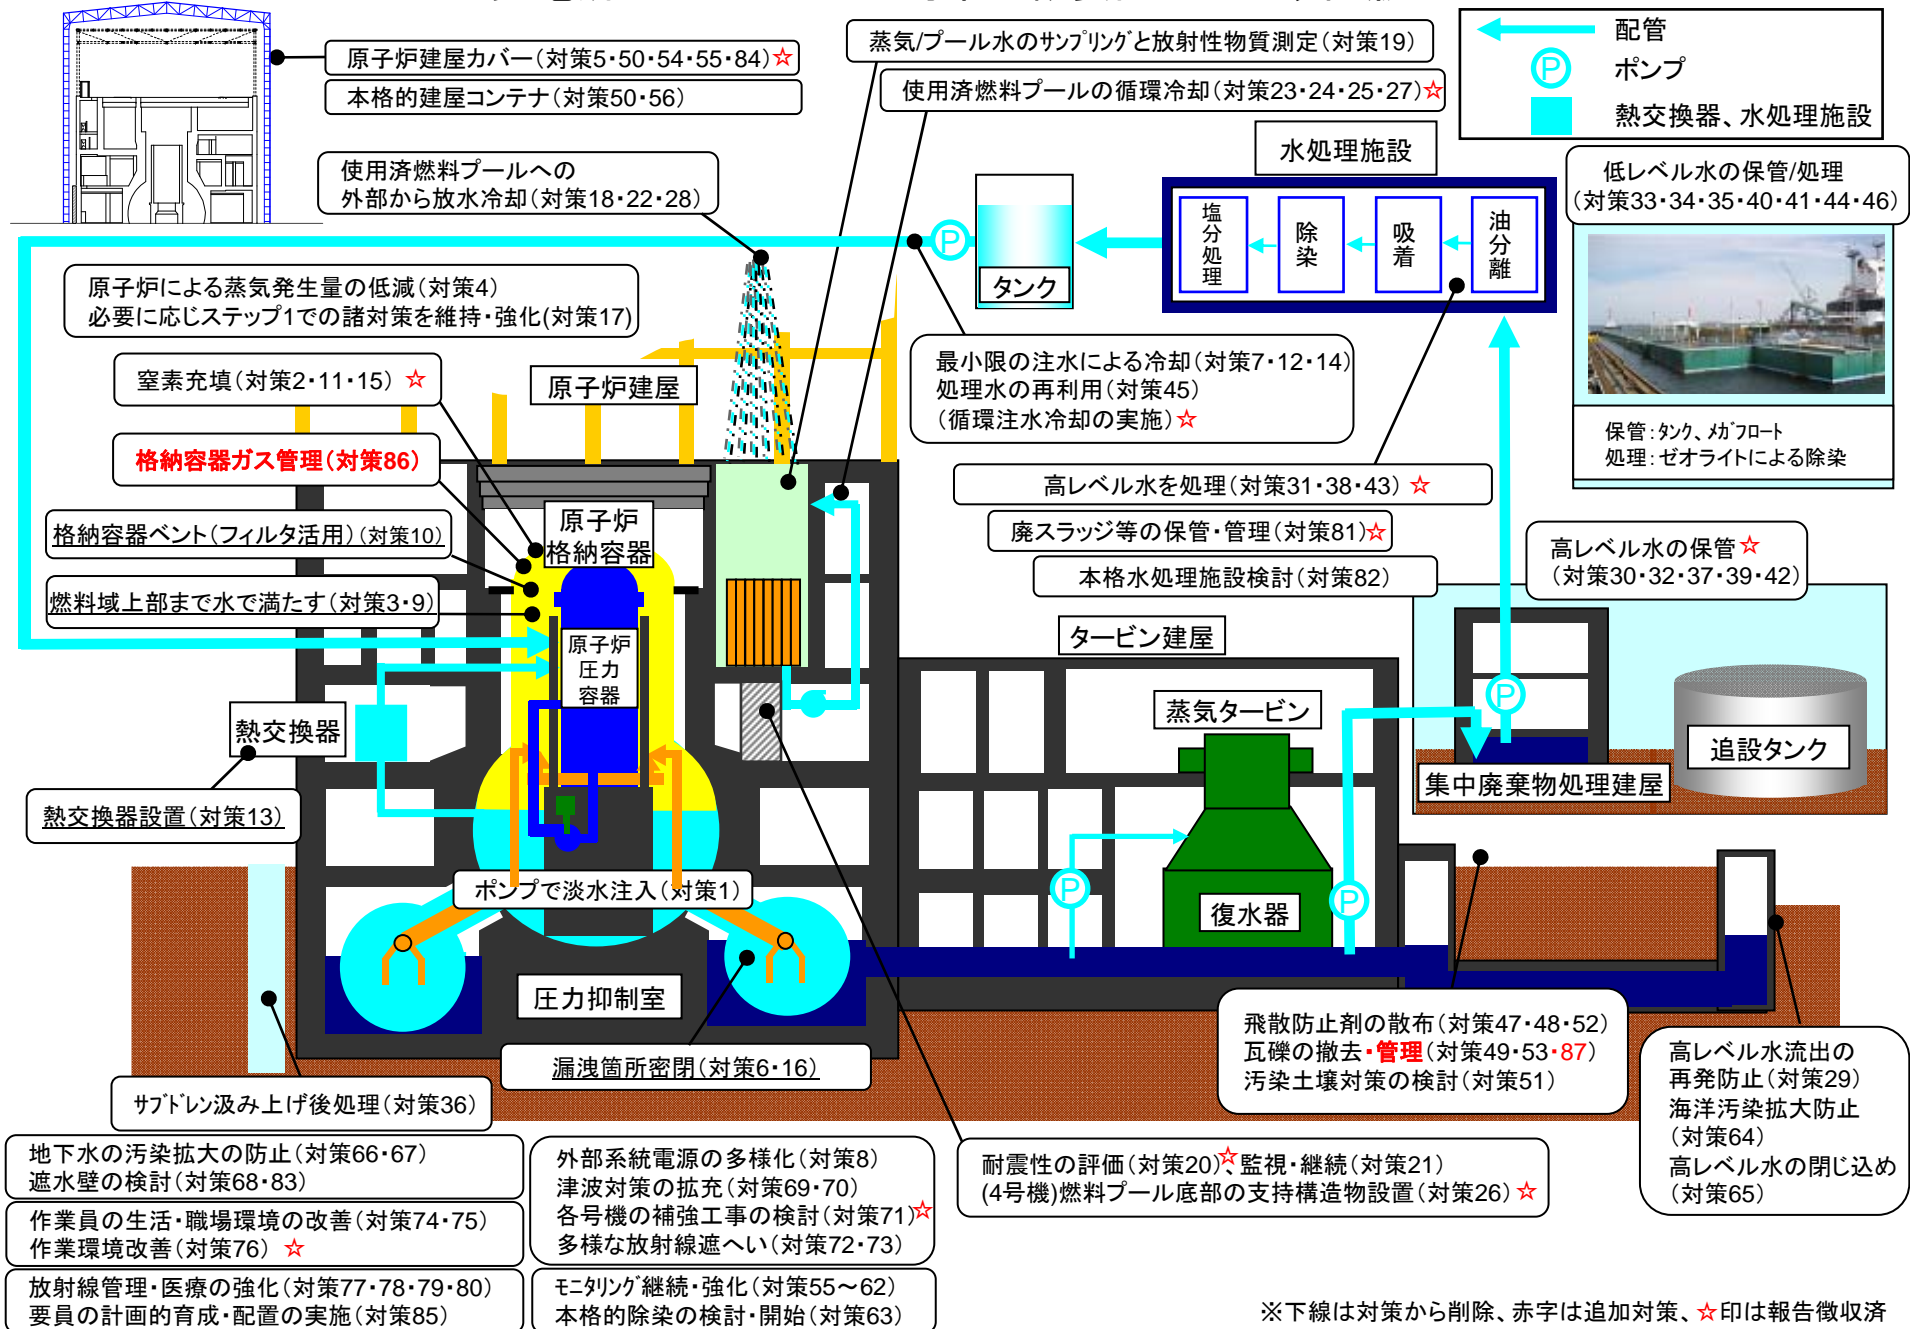 原子炉建屋カバー(対策5・50・54・55・84)☆
本格的建屋コンテナ(対策50・56)
蒸気/プール水のサンプリングと放射性物質測定(対策19)
使用済燃料プールの循環冷却(対策23・24・25・27)☆
配管
P
ポンプ
熱交換器、水処理施設
使用済燃料プールへの
外部から放水冷却(対策18・22・28)
水処理施設
塩分処理
除染
吸着
油分離
P
タンク
低レベル水の保管/処理
(対策33・34・35・40・41・44・46)
保管:タンク、メガフロート
処理:ゼオライトによる除染
原子炉による蒸気発生量の低減(対策4)
必要に応じステップ1での諸対策を維持・強化(対策17)
窒素充填(対策2・11・15) ☆
原子炉建屋
最小限の注水による冷却(対策7・12・14)
処理水の再利用(対策45)
(循環注水冷却の実施)☆
格納容器ガス管理(対策86)
高レベル水を処理(対策31・38・43) ☆
格納容器ベント(フィルタ活用)(対策10)
原子炉
格納容器
廃スラッジ等の保管・管理(対策81)☆
高レベル水の保管☆
(対策30・32・37・39・42)
本格水処理施設検討(対策82)
燃料域上部まで水で満たす(対策3・9)
原子炉
圧力
容器
タービン建屋
熱交換器
蒸気タービン
P
追設タンク
集中廃棄物処理建屋
熱交換器設置(対策13)
ポンプで淡水注入(対策1)
P
復水器
P
圧力抑制室
漏洩箇所密閉(対策6・16)
飛散防止剤の散布(対策47・48・52)
瓦礫の撤去・管理(対策49・53・87)
汚染土壌対策の検討(対策51)
高レベル水流出の
再発防止(対策29)
海洋汚染拡大防止
(対策64)
高レベル水の閉じ込め
(対策65)
サブドレン汲み上げ後処理(対策36)
地下水の汚染拡大の防止(対策66・67)
遮水壁の検討(対策68・83)
外部系統電源の多様化(対策8)
津波対策の拡充(対策69・70)
各号機の補強工事の検討(対策71)☆
多様な放射線遮へい(対策72・73)
耐震性の評価(対策20)☆、監視・継続(対策21)
(4号機)燃料プール底部の支持構造物設置(対策26)☆
作業員の生活・職場環境の改善(対策74・75)
作業環境改善(対策76) ☆
放射線管理・医療の強化(対策77・78・79・80)
要員の計画的育成・配置の実施(対策85)
モニタリング継続・強化(対策55～62)
本格的除染の検討・開始(対策63)
※下線は対策から削除、赤字は追加対策、☆印は報告徴収済